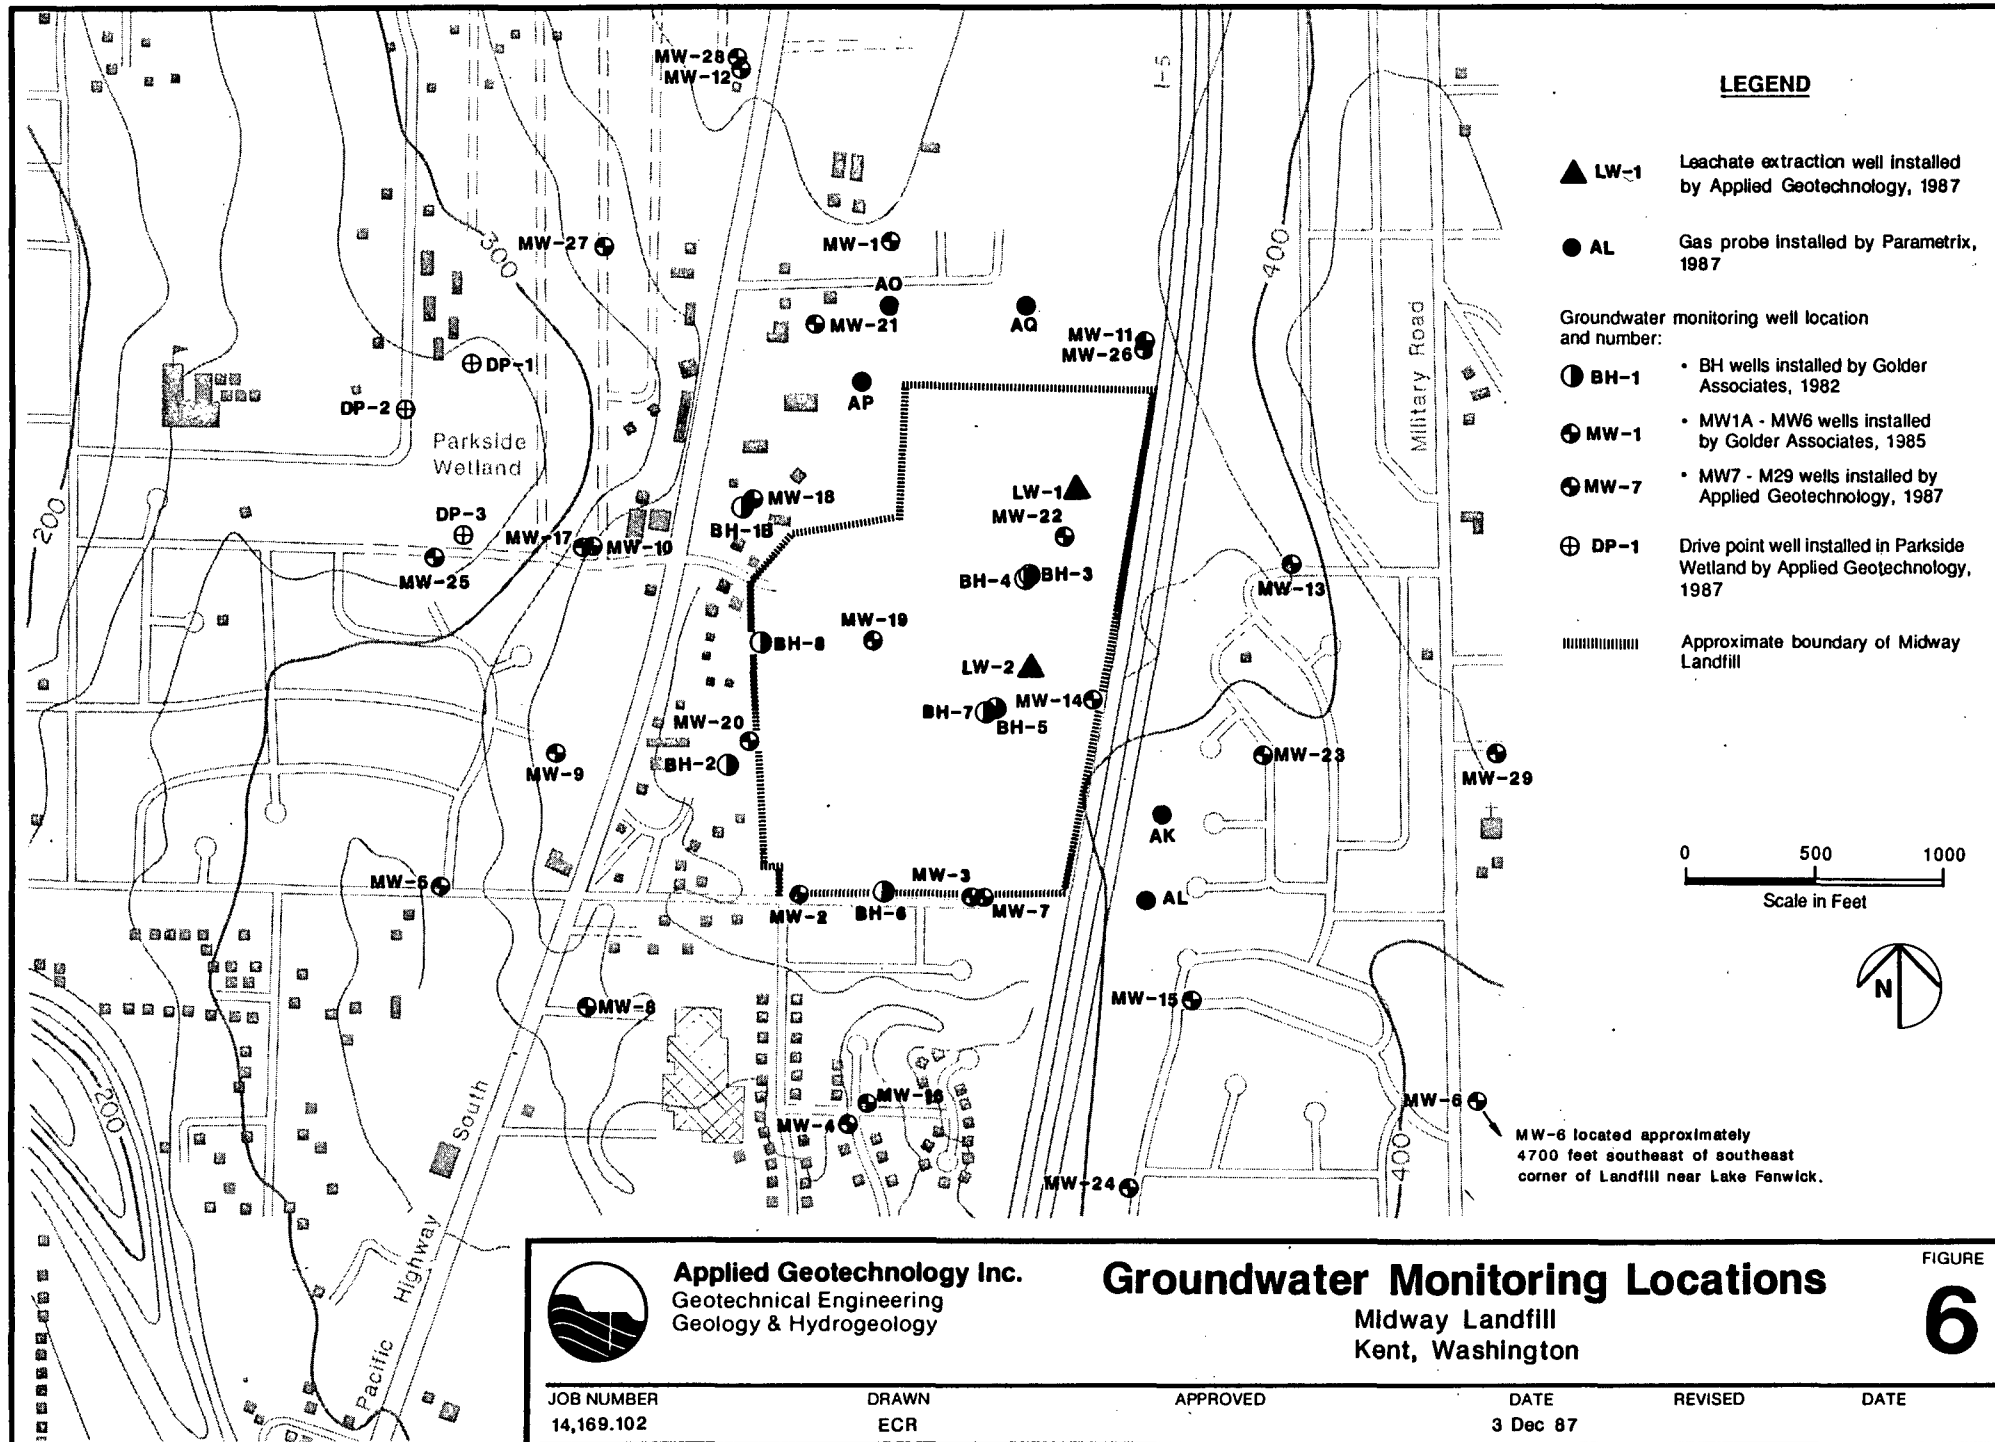 MW-28
MW-12
I-5
MW-27
300
MW-1
AO
AQ
MW-21
MW-11
MW-26
400
Military Road
DP-1
DP-2
AP
Parkside
Wetland
200
DP-3
MW-25
MW-17
MW-10
MW-18
BH-1B
LW-1
MW-22
BH-4
BH-3
MW-13
MW-19
BH-8
LW-2
MW-14
BH-7
BH-5
MW-20
BH-2
MW-9
MW-23
MW-29
AK
AL
MW-5
MW-2
BH-6
MW-3
MW-7
MW-8
MW-15
MW-16
MW-4
MW-6
MW-24
400
200
Pacific Highway South
MW-6 located approximately
4700 feet southeast of southeast
corner of Landfill near Lake Fenwick.
LEGEND
LW-1 Leachate extraction well installed
by Applied Geotechnology, 1987
AL Gas probe installed by Parametrix,
1987
Groundwater monitoring well location
and number:
BH-1 • BH wells installed by Golder
Associates, 1982
MW-1 • MW1A - MW6 wells installed
by Golder Associates, 1985
MW-7 • MW7 - M29 wells installed by
Applied Geotechnology, 1987
DP-1 Drive point well installed in Parkside
Wetland by Applied Geotechnology,
1987
Approximate boundary of Midway
Landfill
0 500 1000
Scale in Feet
N
Applied Geotechnology Inc.
Geotechnical Engineering
Geology & Hydrogeology
Groundwater Monitoring Locations
Midway Landfill
Kent, Washington
FIGURE
6
JOB NUMBER DRAWN APPROVED DATE REVISED DATE
14,169.102 ECR 3 Dec 87